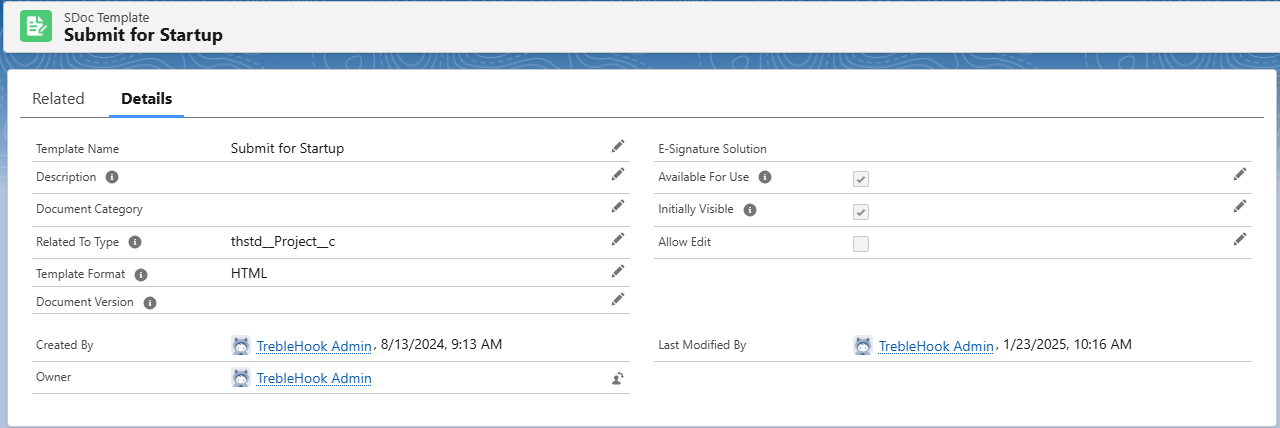 SDoc Template
Submit for Startup
Related Details
Template Name Submit for Startup
E-Signature Solution
Description
Available For Use
Document Category
Initially Visible
Related To Type thstd__Project__c
Allow Edit
Template Format HTML
Document Version
Created By TrebleHook Admin, 8/13/2024, 9:13 AM
Last Modified By TrebleHook Admin, 1/23/2025, 10:16 AM
Owner TrebleHook Admin